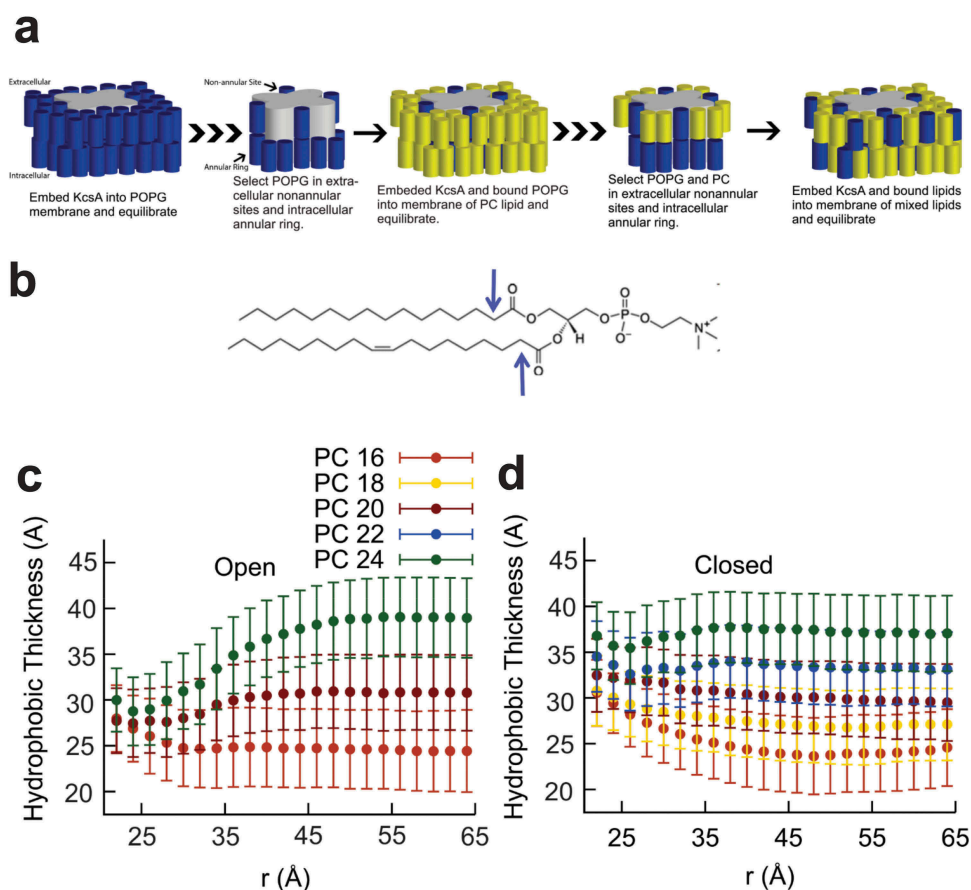 a
Extracellular
Intracellular
Embed KcsA into POPG
membrane and equilibrate
Non-annular Site
Annular Ring
Select POPG in extra-
cellular nonannular
sites and intracellular
annular ring.
Embeded KcsA and bound POPG
into membrane of PC lipid and
equilibrate.
Select POPG and PC
in extracellular nonannular
sites and intracellular
annular ring.
Embed KcsA and bound lipids
into membrane of mixed lipids
and equilibrate
b
O
O
O
O
H
O
O
P
O⁻
O
N⁺
c
PC 16
PC 18
PC 20
PC 22
PC 24
Open
Hydrophobic Thickness (A)
45
40
35
30
25
20
25
35
45
55
65
r (Å)
d
Closed
Hydrophobic Thickness (A)
45
40
35
30
25
20
25
35
45
55
65
r (Å)